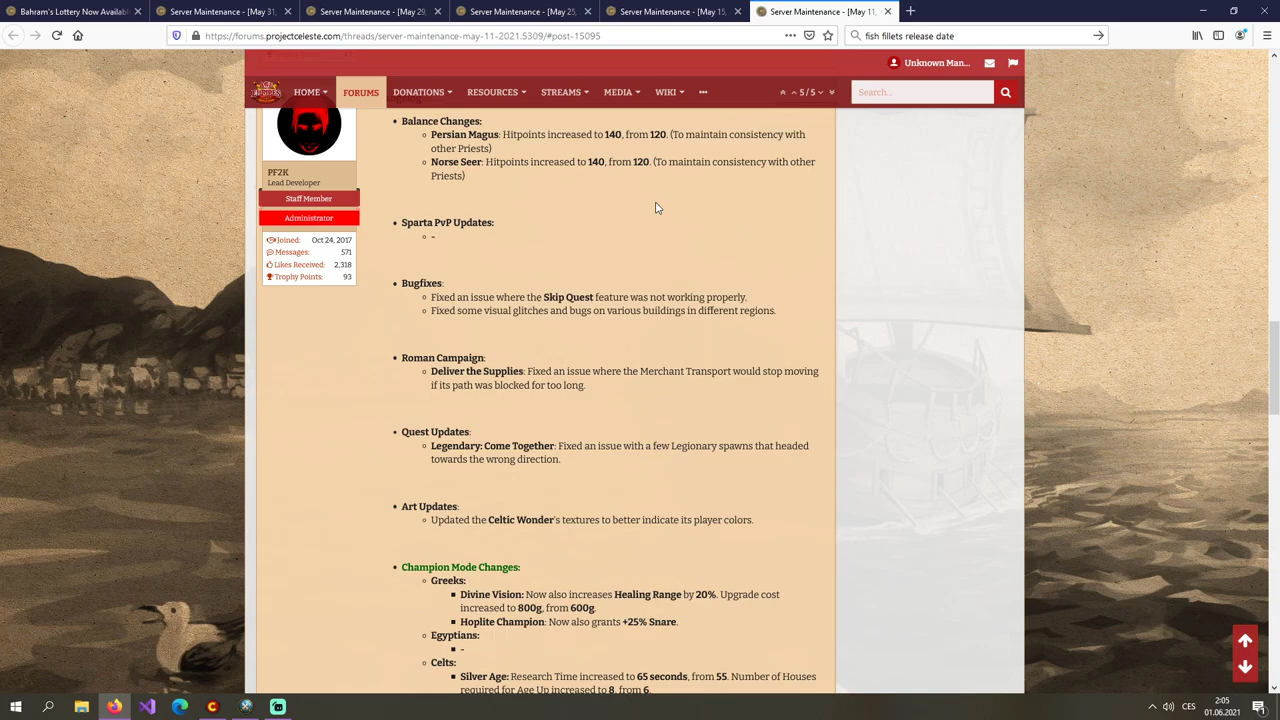 Bahram's Lottery Now Availabl
Server Maintenance - [May 31,
Server Maintenance - [May 29,
Server Maintenance - [May 25,
Server Maintenance - [May 15,
Server Maintenance - [May 11,
https://forums.projectceleste.com/threads/server-maintenance-may-11-2021.5309/#post-15095
fish fillets release date
Unknown Man...
HOME
FORUMS
DONATIONS
RESOURCES
STREAMS
MEDIA
WIKI
5 / 5
Search...
PF2K
Lead Developer
Staff Member
Administrator
Joined: Oct 24, 2017
Messages: 571
Likes Received: 2,318
Trophy Points: 93
• Balance Changes:
Persian Magus: Hitpoints increased to 140, from 120. (To maintain consistency with
other Priests)
Norse Seer: Hitpoints increased to 140, from 120. (To maintain consistency with other
Priests)
• Sparta PvP Updates:
-
• Bugfixes:
Fixed an issue where the Skip Quest feature was not working properly.
Fixed some visual glitches and bugs on various buildings in different regions.
• Roman Campaign:
Deliver the Supplies: Fixed an issue where the Merchant Transport would stop moving
if its path was blocked for too long.
• Quest Updates:
Legendary: Come Together: Fixed an issue with a few Legionary spawns that headed
towards the wrong direction.
• Art Updates:
Updated the Celtic Wonder's textures to better indicate its player colors.
• Champion Mode Changes:
Greeks:
Divine Vision: Now also increases Healing Range by 20%. Upgrade cost
increased to 800g, from 600g.
Hoplite Champion: Now also grants +25% Snare.
Egyptians:
-
Celts:
Silver Age: Research Time increased to 65 seconds, from 55. Number of Houses
required for Age Up increased to 8, from 6.
CES
2:05
01.06.2021